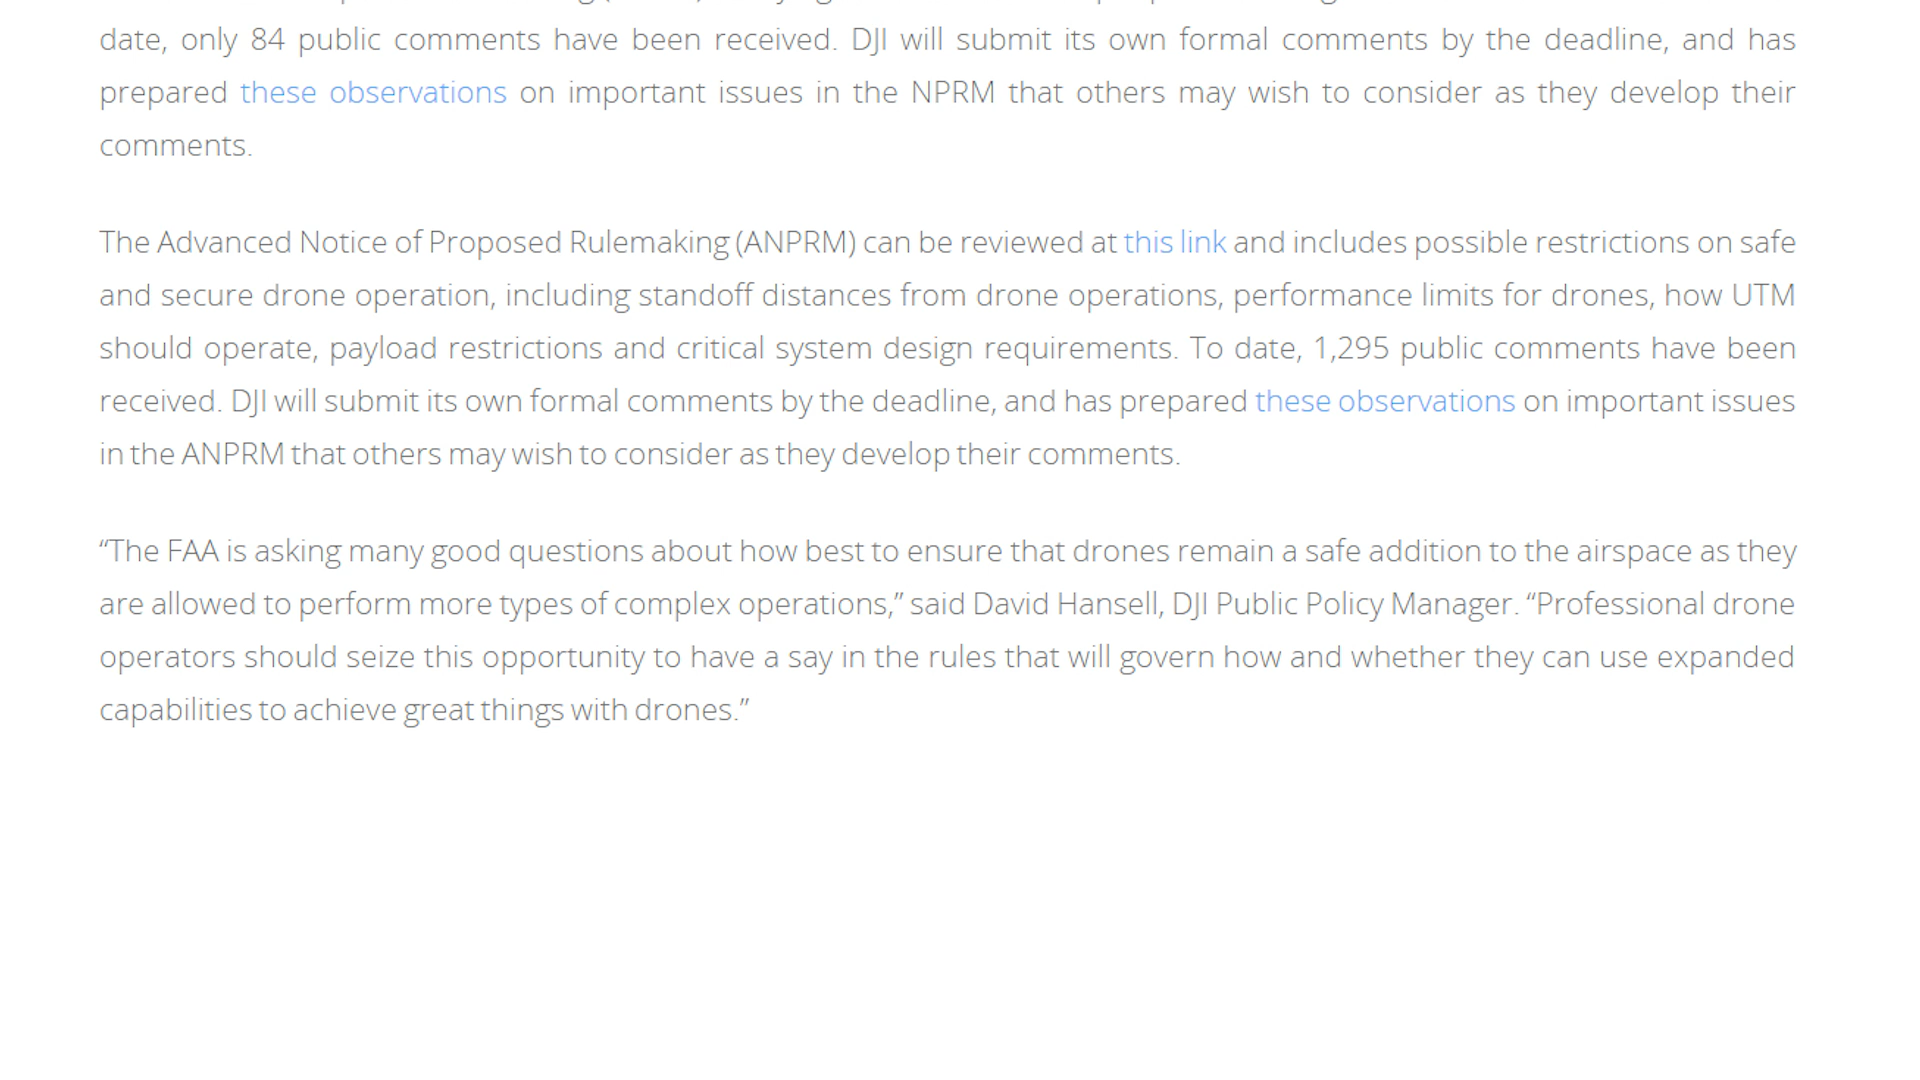 date, only 84 public comments have been received. DJI will submit its own formal comments by the deadline, and has
prepared these observations on important issues in the NPRM that others may wish to consider as they develop their
comments.
The Advanced Notice of Proposed Rulemaking (ANPRM) can be reviewed at this link and includes possible restrictions on safe
and secure drone operation, including standoff distances from drone operations, performance limits for drones, how UTM
should operate, payload restrictions and critical system design requirements. To date, 1,295 public comments have been
received. DJI will submit its own formal comments by the deadline, and has prepared these observations on important issues
in the ANPRM that others may wish to consider as they develop their comments.
“The FAA is asking many good questions about how best to ensure that drones remain a safe addition to the airspace as they
are allowed to perform more types of complex operations,” said David Hansell, DJI Public Policy Manager. “Professional drone
operators should seize this opportunity to have a say in the rules that will govern how and whether they can use expanded
capabilities to achieve great things with drones.”